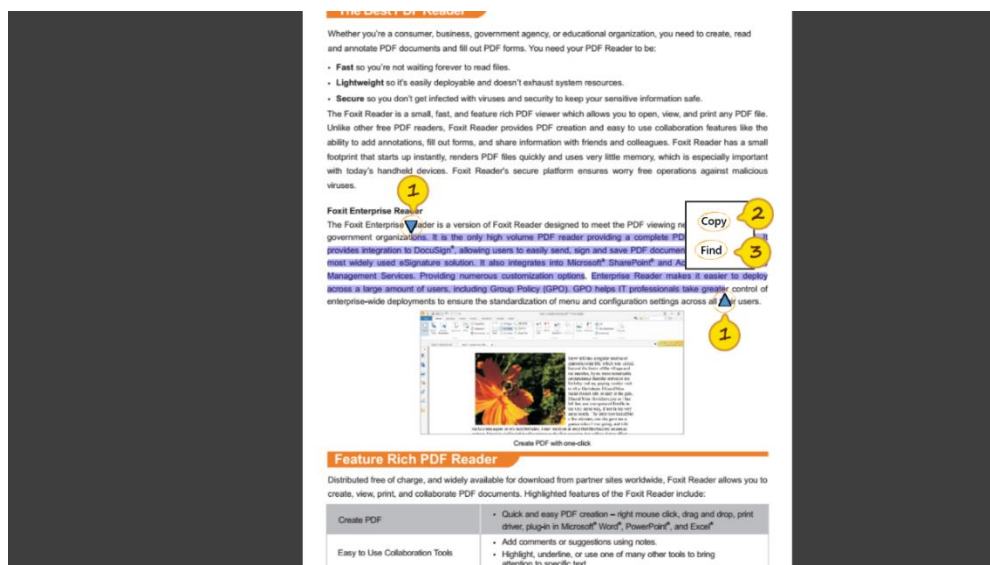 The Best PDF Reader
Whether you're a consumer, business, government agency, or educational organization, you need to create, read
and annotate PDF documents and fill out PDF forms. You need your PDF Reader to be:
• Fast so you're not waiting forever to read files.
• Lightweight so it's easily deployable and doesn't exhaust system resources.
• Secure so you don't get infected with viruses and security to keep your sensitive information safe.
The Foxit Reader is a small, fast, and feature rich PDF viewer which allows you to open, view, and print any PDF file.
Unlike other free PDF readers, Foxit Reader provides PDF creation and easy to use collaboration features like the
ability to add annotations, fill out forms, and share information with friends and colleagues. Foxit Reader has a small
footprint that starts up instantly, renders PDF files quickly and uses very little memory, which is especially important
with today's handheld devices. Foxit Reader's secure platform ensures worry free operations against malicious
viruses.
1
Foxit Enterprise Reader
The Foxit Enterprise Reader is a version of Foxit Reader designed to meet the PDF viewing
Copy 2
government organizations. It is the only high volume PDF reader providing a complete PD It
provides integration to DocuSign®, allowing users to easily send, sign and save PDF
Find 3
most widely used eSignature solution. It also integrates into Microsoft® SharePoint® and
Management Services. Providing numerous customization options. Enterprise Reader makes it easier to deploy
across a large amount of users, including Group Policy (GPO). GPO helps IT professionals take greater control of
enterprise-wide deployments to ensure the standardization of menu and configuration settings across all users.
1
Create PDF with one-click
Feature Rich PDF Reader
Distributed free of charge, and widely available for download from partner sites worldwide, Foxit Reader allows you to
create, view, print, and collaborate PDF documents. Highlighted features of the Foxit Reader include:
Create PDF
• Quick and easy PDF creation – right mouse click, drag and drop, print
driver, plug-in in Microsoft® Word®, PowerPoint®, and Excel®
Easy to Use Collaboration Tools
• Add comments or suggestions using notes.
• Highlight, underline, or use one of many other tools to bring
attention to specific text